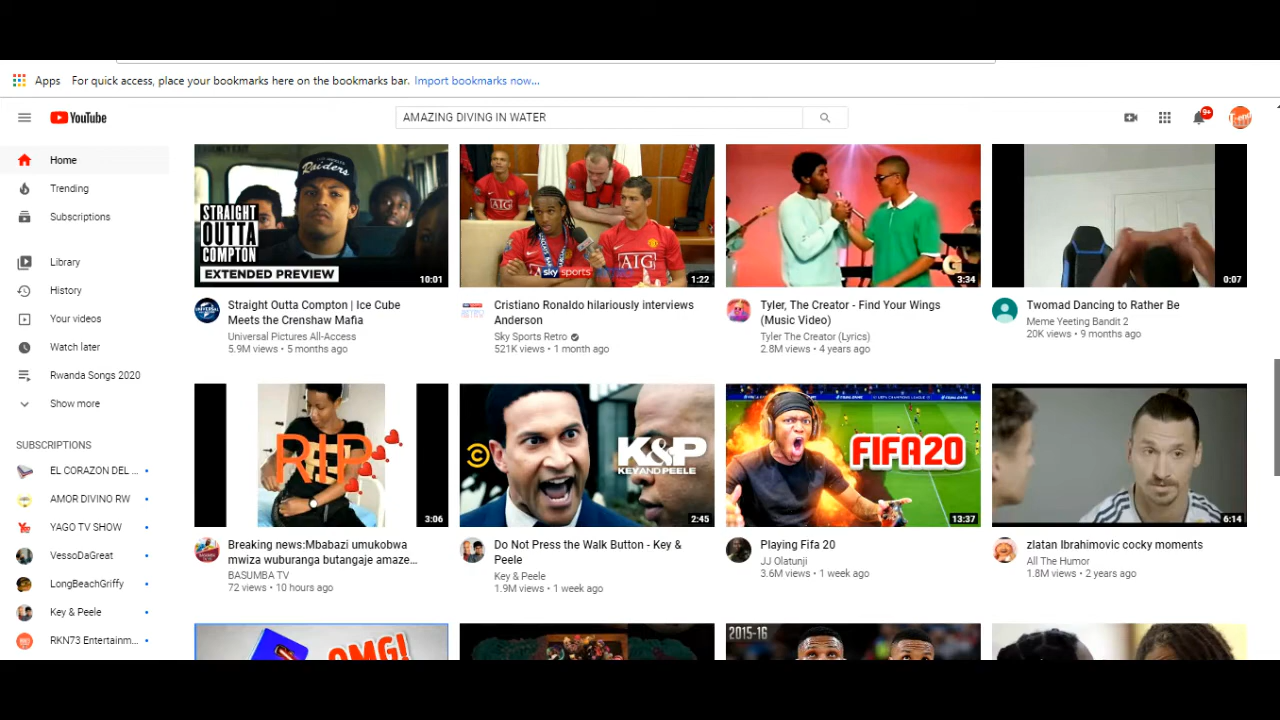 Apps For quick access, place your bookmarks here on the bookmarks bar. Import bookmarks now...
YouTube
AMAZING DIVING IN WATER
9+
Home
Trending
Subscriptions
Library
History
Your videos
Watch later
Rwanda Songs 2020
Show more
SUBSCRIPTIONS
EL CORAZON DEL ...
AMOR DIVINO RW
YAGO TV SHOW
VessoDaGreat
LongBeachGriffy
Key & Peele
RKN73 Entertainm...
Raiders
STRAIGHT
OUTTA
COMPTON
EXTENDED PREVIEW
10:01
Straight Outta Compton | Ice Cube
Meets the Crenshaw Mafia
Universal Pictures All-Access
5.9M views • 5 months ago
AIG
AIG
sky sports
1:22
Cristiano Ronaldo hilariously interviews
Anderson
Sky Sports Retro
521K views • 1 month ago
G
3:34
Tyler, The Creator - Find Your Wings
(Music Video)
Tyler The Creator (Lyrics)
2.8M views • 4 years ago
0:07
Twomad Dancing to Rather Be
Meme Yeeting Bandit 2
20K views • 9 months ago
RIP
3:06
Breaking news:Mbabazi umukobwa
mwiza wuburanga butangaje amaze...
BASUMBA TV
72 views • 10 hours ago
K&P
KEY AND PEELE
2:45
Do Not Press the Walk Button - Key &
Peele
Key & Peele
1.9M views • 1 week ago
FIFA20
13:37
Playing Fifa 20
JJ Olatunji
3.6M views • 1 week ago
6:14
zlatan Ibrahimovic cocky moments
All The Humor
1.8M views • 2 years ago
OMG!
2015-16